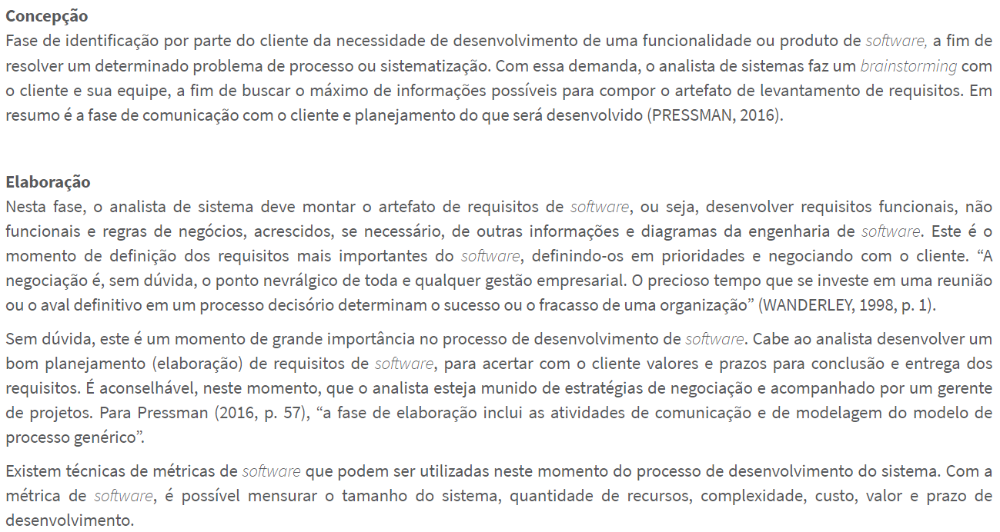 Concepção
Fase de identificação por parte do cliente da necessidade de desenvolvimento de uma funcionalidade ou produto de software, a fim de
resolver um determinado problema de processo ou sistematização. Com essa demanda, o analista de sistemas faz um brainstorming com
o cliente e sua equipe, a fim de buscar o máximo de informações possíveis para compor o artefato de levantamento de requisitos. Em
resumo é a fase de comunicação com o cliente e planejamento do que será desenvolvido (PRESSMAN, 2016).
Elaboração
Nesta fase, o analista de sistema deve montar o artefato de requisitos de software, ou seja, desenvolver requisitos funcionais, não
funcionais e regras de negócios, acrescidos, se necessário, de outras informações e diagramas da engenharia de software. Este é o
momento de definição dos requisitos mais importantes do software, definindo-os em prioridades e negociando com o cliente. “A
negociação é, sem dúvida, o ponto nevrálgico de toda e qualquer gestão empresarial. O precioso tempo que se investe em uma reunião
ou o aval definitivo em um processo decisório determinam o sucesso ou o fracasso de uma organização” (WANDERLEY, 1998, p. 1).
Sem dúvida, este é um momento de grande importância no processo de desenvolvimento de software. Cabe ao analista desenvolver um
bom planejamento (elaboração) de requisitos de software, para acertar com o cliente valores e prazos para conclusão e entrega dos
requisitos. É aconselhável, neste momento, que o analista esteja munido de estratégias de negociação e acompanhado por um gerente
de projetos. Para Pressman (2016, p. 57), “a fase de elaboração inclui as atividades de comunicação e de modelagem do modelo de
processo genérico”.
Existem técnicas de métricas de software que podem ser utilizadas neste momento do processo de desenvolvimento do sistema. Com a
métrica de software, é possível mensurar o tamanho do sistema, quantidade de recursos, complexidade, custo, valor e prazo de
desenvolvimento.